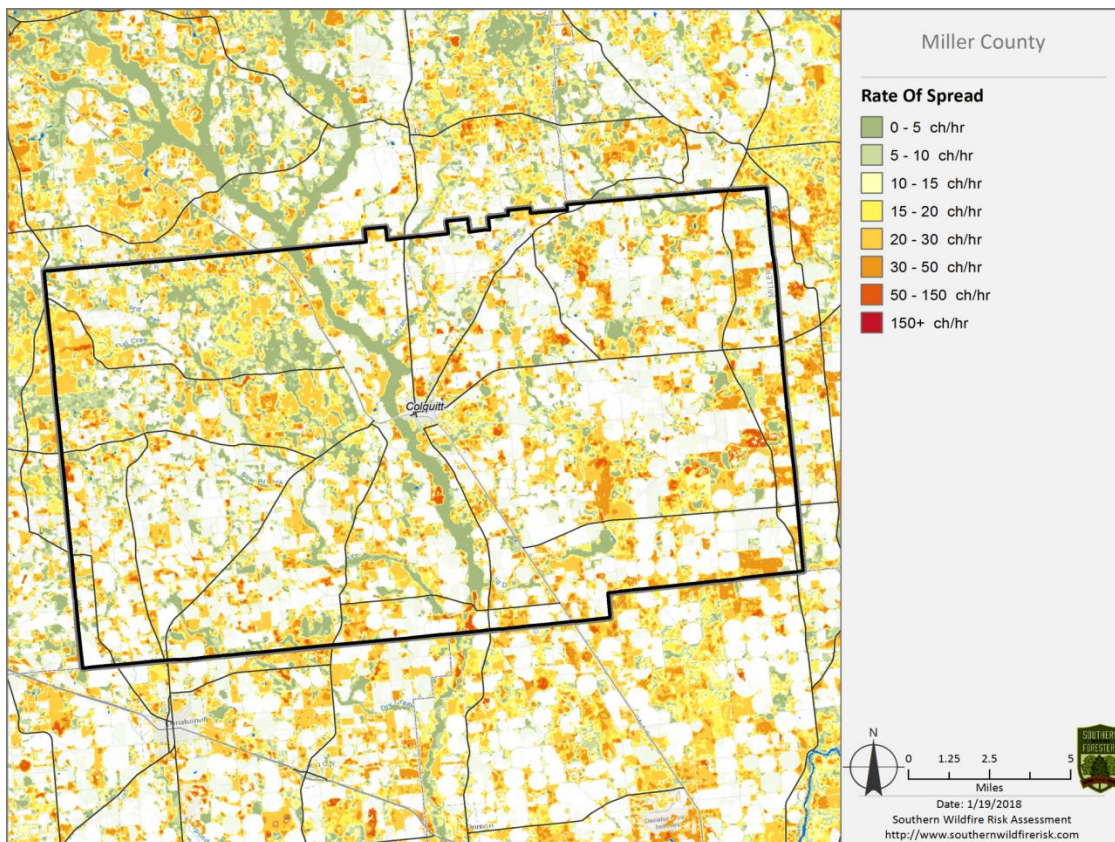 Miller County
Rate Of Spread
0 - 5 ch/hr
5 - 10 ch/hr
10 - 15 ch/hr
15 - 20 ch/hr
20 - 30 ch/hr
30 - 50 ch/hr
50 - 150 ch/hr
150+ ch/hr
Colquitt
N
0 1.25 2.5 5
Miles
SOUTHERN
Date: 1/19/2018
Southern Wildfire Risk Assessment
http://www.southernwildfirerisk.com